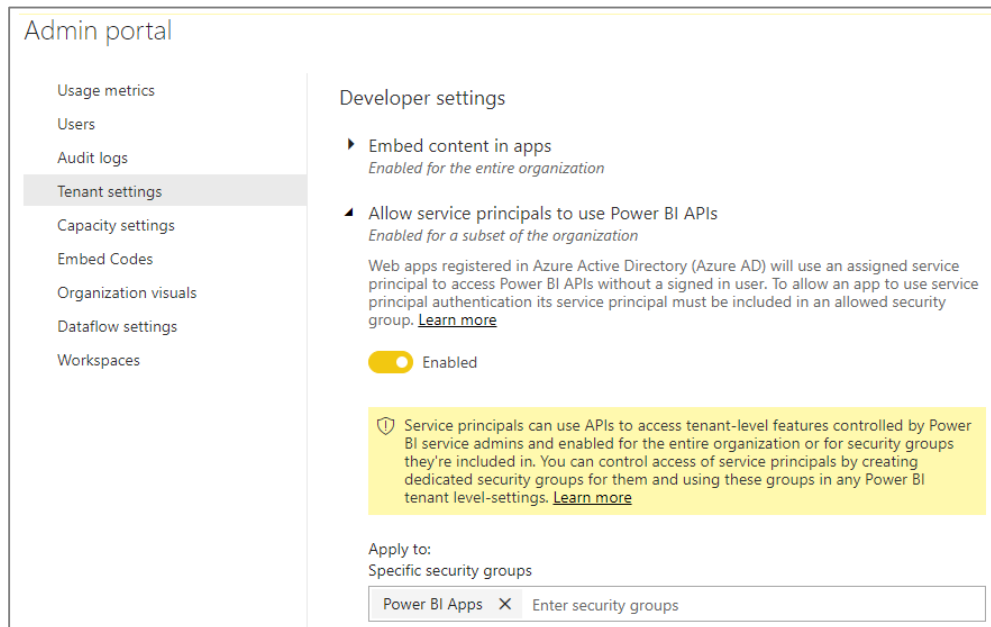 Admin portal
Usage metrics
Users
Audit logs
Tenant settings
Capacity settings
Embed Codes
Organization visuals
Dataflow settings
Workspaces
Developer settings
Embed content in apps
Enabled for the entire organization
Allow service principals to use Power BI APIs
Enabled for a subset of the organization
Web apps registered in Azure Active Directory (Azure AD) will use an assigned service
principal to access Power BI APIs without a signed in user. To allow an app to use service
principal authentication its service principal must be included in an allowed security
group. Learn more
Enabled
Service principals can use APIs to access tenant-level features controlled by Power
BI service admins and enabled for the entire organization or for security groups
they're included in. You can control access of service principals by creating
dedicated security groups for them and using these groups in any Power BI
tenant level-settings. Learn more
Apply to:
Specific security groups
Power BI Apps X Enter security groups